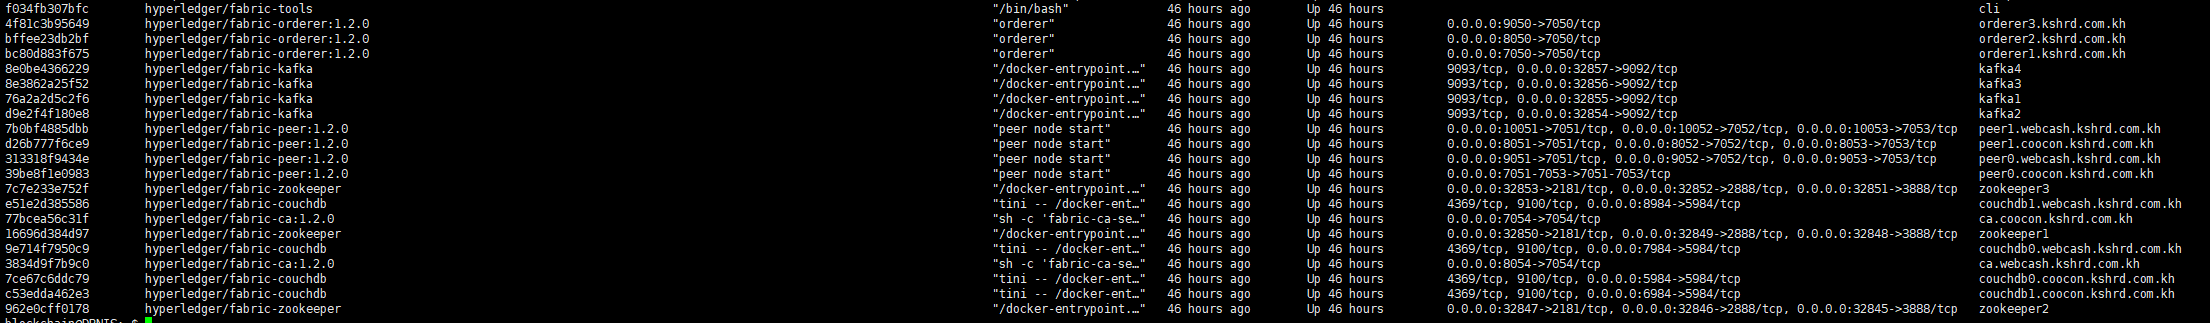 f034fb307bfc hyperledger/fabric-tools "/bin/bash" 46 hours ago Up 46 hours cli
4f81c3b95649 hyperledger/fabric-orderer:1.2.0 "orderer" 46 hours ago Up 46 hours 0.0.0.0:9050->7050/tcp orderer3.kshrd.com.kh
bffee23db2bf hyperledger/fabric-orderer:1.2.0 "orderer" 46 hours ago Up 46 hours 0.0.0.0:8050->7050/tcp orderer2.kshrd.com.kh
bc80d883f675 hyperledger/fabric-orderer:1.2.0 "orderer" 46 hours ago Up 46 hours 0.0.0.0:7050->7050/tcp orderer1.kshrd.com.kh
8e0be4366229 hyperledger/fabric-kafka "/docker-entrypoint.…" 46 hours ago Up 46 hours 9093/tcp, 0.0.0.0:32857->9092/tcp kafka4
8e3862a25f52 hyperledger/fabric-kafka "/docker-entrypoint.…" 46 hours ago Up 46 hours 9093/tcp, 0.0.0.0:32856->9092/tcp kafka3
76a2a2d5c2f6 hyperledger/fabric-kafka "/docker-entrypoint.…" 46 hours ago Up 46 hours 9093/tcp, 0.0.0.0:32855->9092/tcp kafka1
d9e2f4f180e8 hyperledger/fabric-kafka "/docker-entrypoint.…" 46 hours ago Up 46 hours 9093/tcp, 0.0.0.0:32854->9092/tcp kafka2
7b0bf4885dbb hyperledger/fabric-peer:1.2.0 "peer node start" 46 hours ago Up 46 hours 0.0.0.0:10051->7051/tcp, 0.0.0.0:10052->7052/tcp, 0.0.0.0:10053->7053/tcp peer1.webcash.kshrd.com.kh
d26b777f6ce9 hyperledger/fabric-peer:1.2.0 "peer node start" 46 hours ago Up 46 hours 0.0.0.0:8051->7051/tcp, 0.0.0.0:8052->7052/tcp, 0.0.0.0:8053->7053/tcp peer1.coocon.kshrd.com.kh
313318f9434e hyperledger/fabric-peer:1.2.0 "peer node start" 46 hours ago Up 46 hours 0.0.0.0:9051->7051/tcp, 0.0.0.0:9052->7052/tcp, 0.0.0.0:9053->7053/tcp peer0.webcash.kshrd.com.kh
39be8f1e0983 hyperledger/fabric-peer:1.2.0 "peer node start" 46 hours ago Up 46 hours 0.0.0.0:7051-7053->7051-7053/tcp peer0.coocon.kshrd.com.kh
7c7e233e752f hyperledger/fabric-zookeeper "/docker-entrypoint.…" 46 hours ago Up 46 hours 0.0.0.0:32853->2181/tcp, 0.0.0.0:32852->2888/tcp, 0.0.0.0:32851->3888/tcp zookeeper3
e51e2d385586 hyperledger/fabric-couchdb "tini -- /docker-ent…" 46 hours ago Up 46 hours 4369/tcp, 9100/tcp, 0.0.0.0:8984->5984/tcp couchdb1.webcash.kshrd.com.kh
77bcea56c31f hyperledger/fabric-ca:1.2.0 "sh -c 'fabric-ca-se…" 46 hours ago Up 46 hours 0.0.0.0:7054->7054/tcp ca.coocon.kshrd.com.kh
16696d384d97 hyperledger/fabric-zookeeper "/docker-entrypoint.…" 46 hours ago Up 46 hours 0.0.0.0:32850->2181/tcp, 0.0.0.0:32849->2888/tcp, 0.0.0.0:32848->3888/tcp zookeeper1
9e714f7950c9 hyperledger/fabric-couchdb "tini -- /docker-ent…" 46 hours ago Up 46 hours 4369/tcp, 9100/tcp, 0.0.0.0:7984->5984/tcp couchdb0.webcash.kshrd.com.kh
3834d9f7b9c0 hyperledger/fabric-ca:1.2.0 "sh -c 'fabric-ca-se…" 46 hours ago Up 46 hours 0.0.0.0:8054->7054/tcp ca.webcash.kshrd.com.kh
7ce67c6ddc79 hyperledger/fabric-couchdb "tini -- /docker-ent…" 46 hours ago Up 46 hours 4369/tcp, 9100/tcp, 0.0.0.0:5984->5984/tcp couchdb0.coocon.kshrd.com.kh
c53edda462e3 hyperledger/fabric-couchdb "tini -- /docker-ent…" 46 hours ago Up 46 hours 4369/tcp, 9100/tcp, 0.0.0.0:6984->5984/tcp couchdb1.coocon.kshrd.com.kh
962e0cff0178 hyperledger/fabric-zookeeper "/docker-entrypoint.…" 46 hours ago Up 46 hours 0.0.0.0:32847->2181/tcp, 0.0.0.0:32846->2888/tcp, 0.0.0.0:32845->3888/tcp zookeeper2